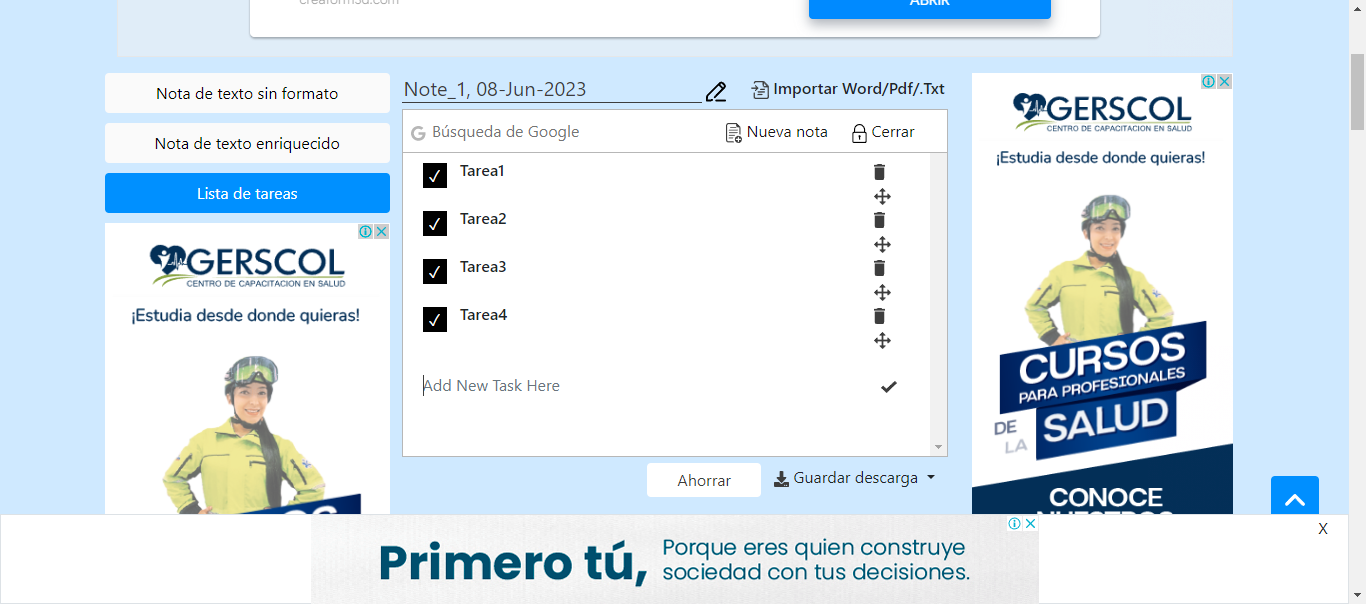 creaform3d.com
ABRIR
Nota de texto sin formato
Nota de texto enriquecido
Lista de tareas
GERSCOL
CENTRO DE CAPACITACION EN SALUD
¡Estudia desde donde quieras!
Note_1, 08-Jun-2023
Importar Word/Pdf/.Txt
Búsqueda de Google
Nueva nota
Cerrar
Tarea1
Tarea2
Tarea3
Tarea4
Add New Task Here
Ahorrar
Guardar descarga
GERSCOL
CENTRO DE CAPACITACION EN SALUD
¡Estudia desde donde quieras!
CURSOS
PARA PROFESIONALES
DE LA SALUD
CONOCE
NUESTROS
X
Primero tú,
Porque eres quien construye
sociedad con tus decisiones.